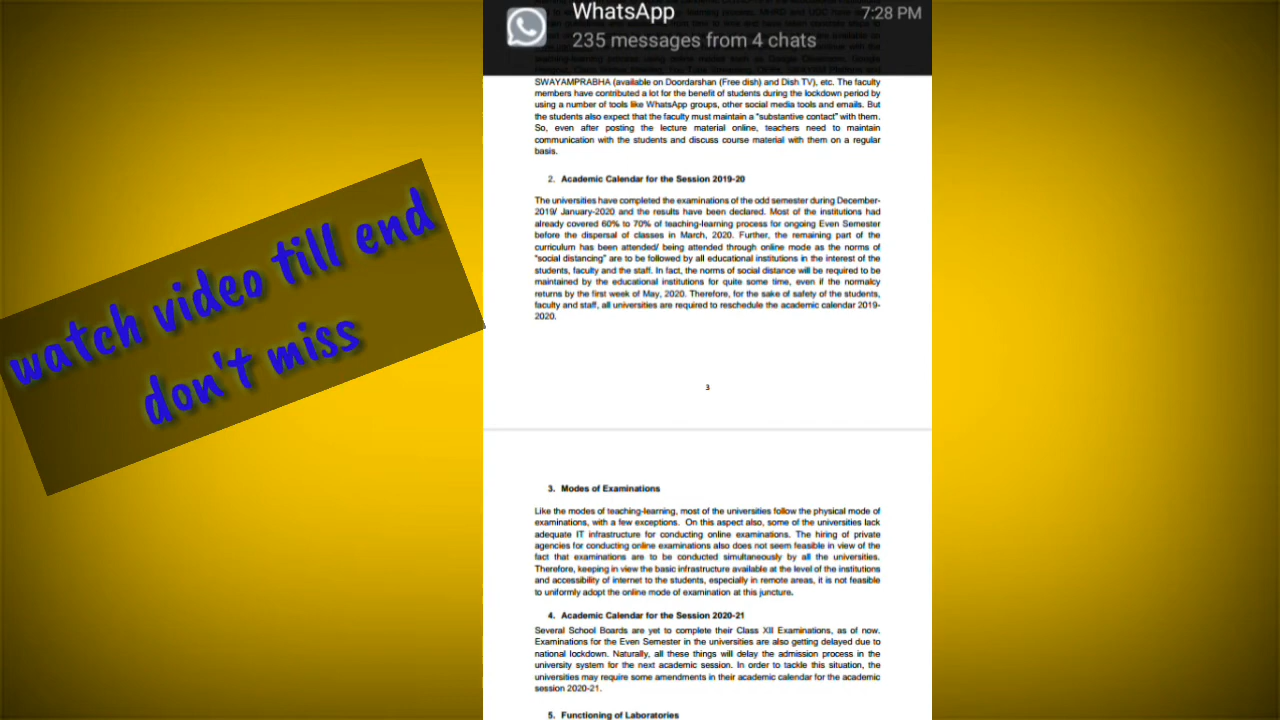 WhatsApp
7:28 PM
235 messages from 4 chats
SWAYAMPRABHA (available on Doordarshan (Free dish) and Dish TV), etc. The faculty
members have contributed a lot for the benefit of students during the lockdown period by
using a number of tools like WhatsApp groups, other social media tools and emails. But
the students also expect that the faculty must maintain a "substantive contact" with them.
So, even after posting the lecture material online, teachers need to maintain
communication with the students and discuss course material with them on a regular
basis.
2. Academic Calendar for the Session 2019-20
The universities have completed the examinations of the odd semester during December-
2019/ January-2020 and the results have been declared. Most of the institutions had
already covered 60% to 70% of teaching-learning process for ongoing Even Semester
before the dispersal of classes in March, 2020. Further, the remaining part of the
curriculum has been attended/ being attended through online mode as the norms of
"social distancing" are to be followed by all educational institutions in the interest of the
students, faculty and the staff. In fact, the norms of social distance will be required to be
maintained by the educational institutions for quite some time, even if the normalcy
returns by the first week of May, 2020. Therefore, for the sake of safety of the students,
faculty and staff, all universities are required to reschedule the academic calendar 2019-
2020.
3
3. Modes of Examinations
Like the modes of teaching-learning, most of the universities follow the physical mode of
examinations, with a few exceptions. On this aspect also, some of the universities lack
adequate IT infrastructure for conducting online examinations. The hiring of private
agencies for conducting online examinations also does not seem feasible in view of the
fact that examinations are to be conducted simultaneously by all the universities.
Therefore, keeping in view the basic infrastructure available at the level of the institutions
and accessibility of internet to the students, especially in remote areas, it is not feasible
to uniformly adopt the online mode of examination at this juncture.
4. Academic Calendar for the Session 2020-21
Several School Boards are yet to complete their Class XII Examinations, as of now.
Examinations for the Even Semester in the universities are also getting delayed due to
national lockdown. Naturally, all these things will delay the admission process in the
university system for the next academic session. In order to tackle this situation, the
universities may require some amendments in their academic calendar for the academic
session 2020-21.
5. Functioning of Laboratories
watch video till end
don't miss